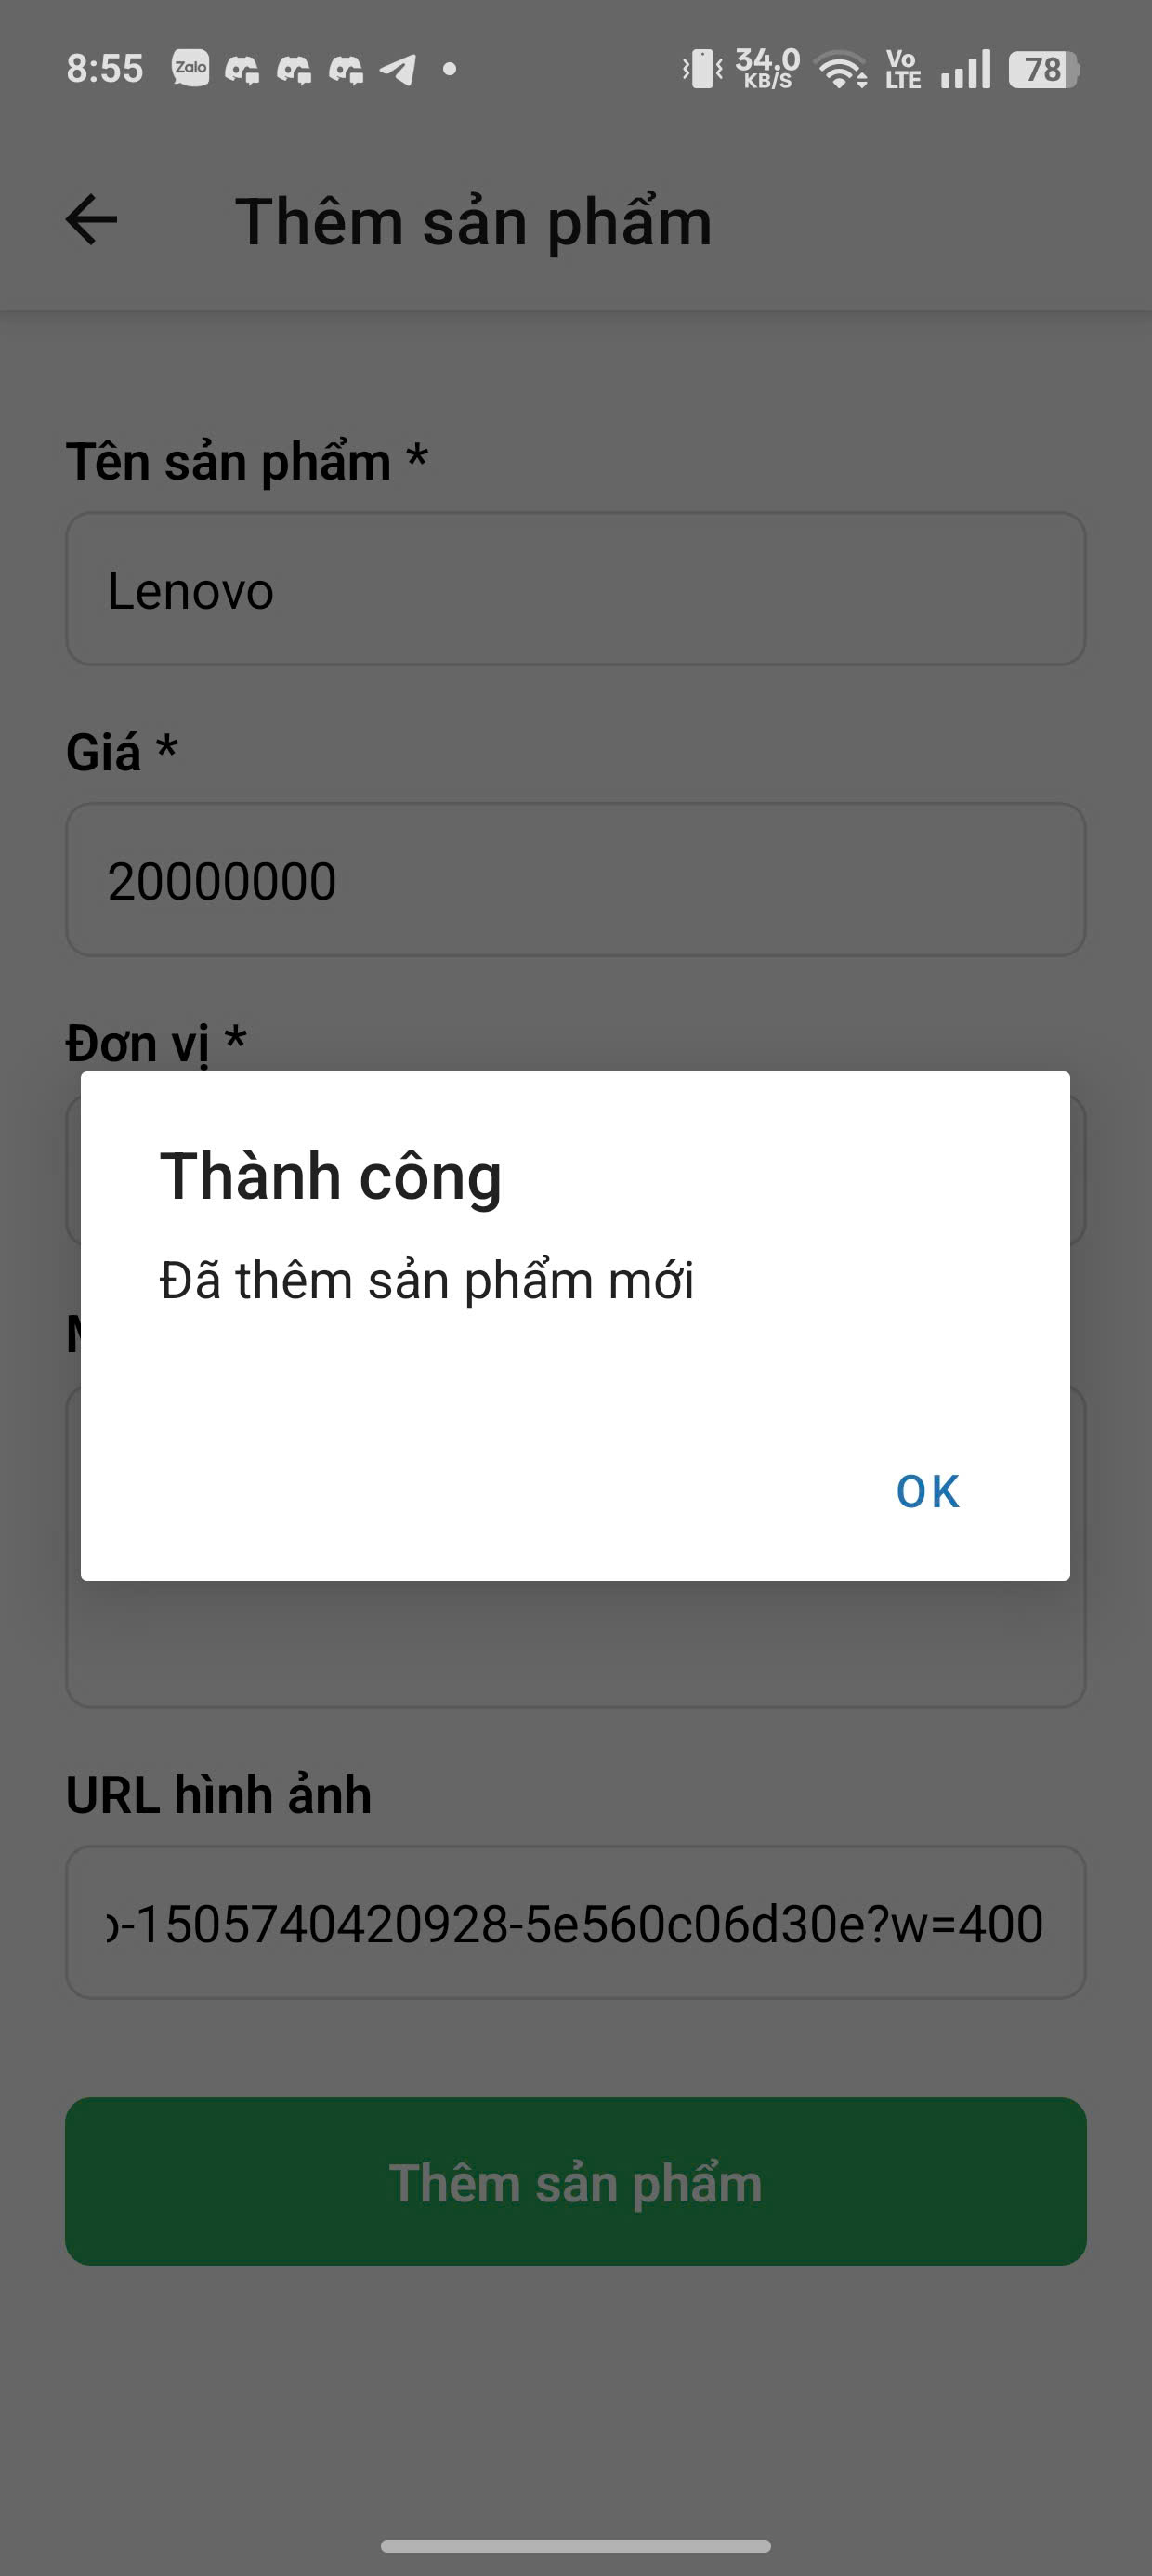 8:55 Zalo 34.0 KB/S Vo LTE 78
Thêm sản phẩm
Tên sản phẩm *
Lenovo
Giá *
20000000
Đơn vị *
Thành công
Đã thêm sản phẩm mới
OK
URL hình ảnh
-1505740420928-5e560c06d30e?w=400
Thêm sản phẩm